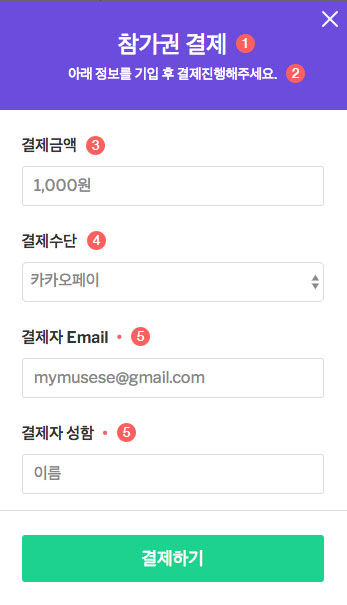 참가권 결제 1
아래 정보를 기입 후 결제진행해주세요. 2
결제금액 3
1,000원
결제수단 4
카카오페이
결제자 Email • 5
mymusese@gmail.com
결제자 성함 • 5
이름
결제하기